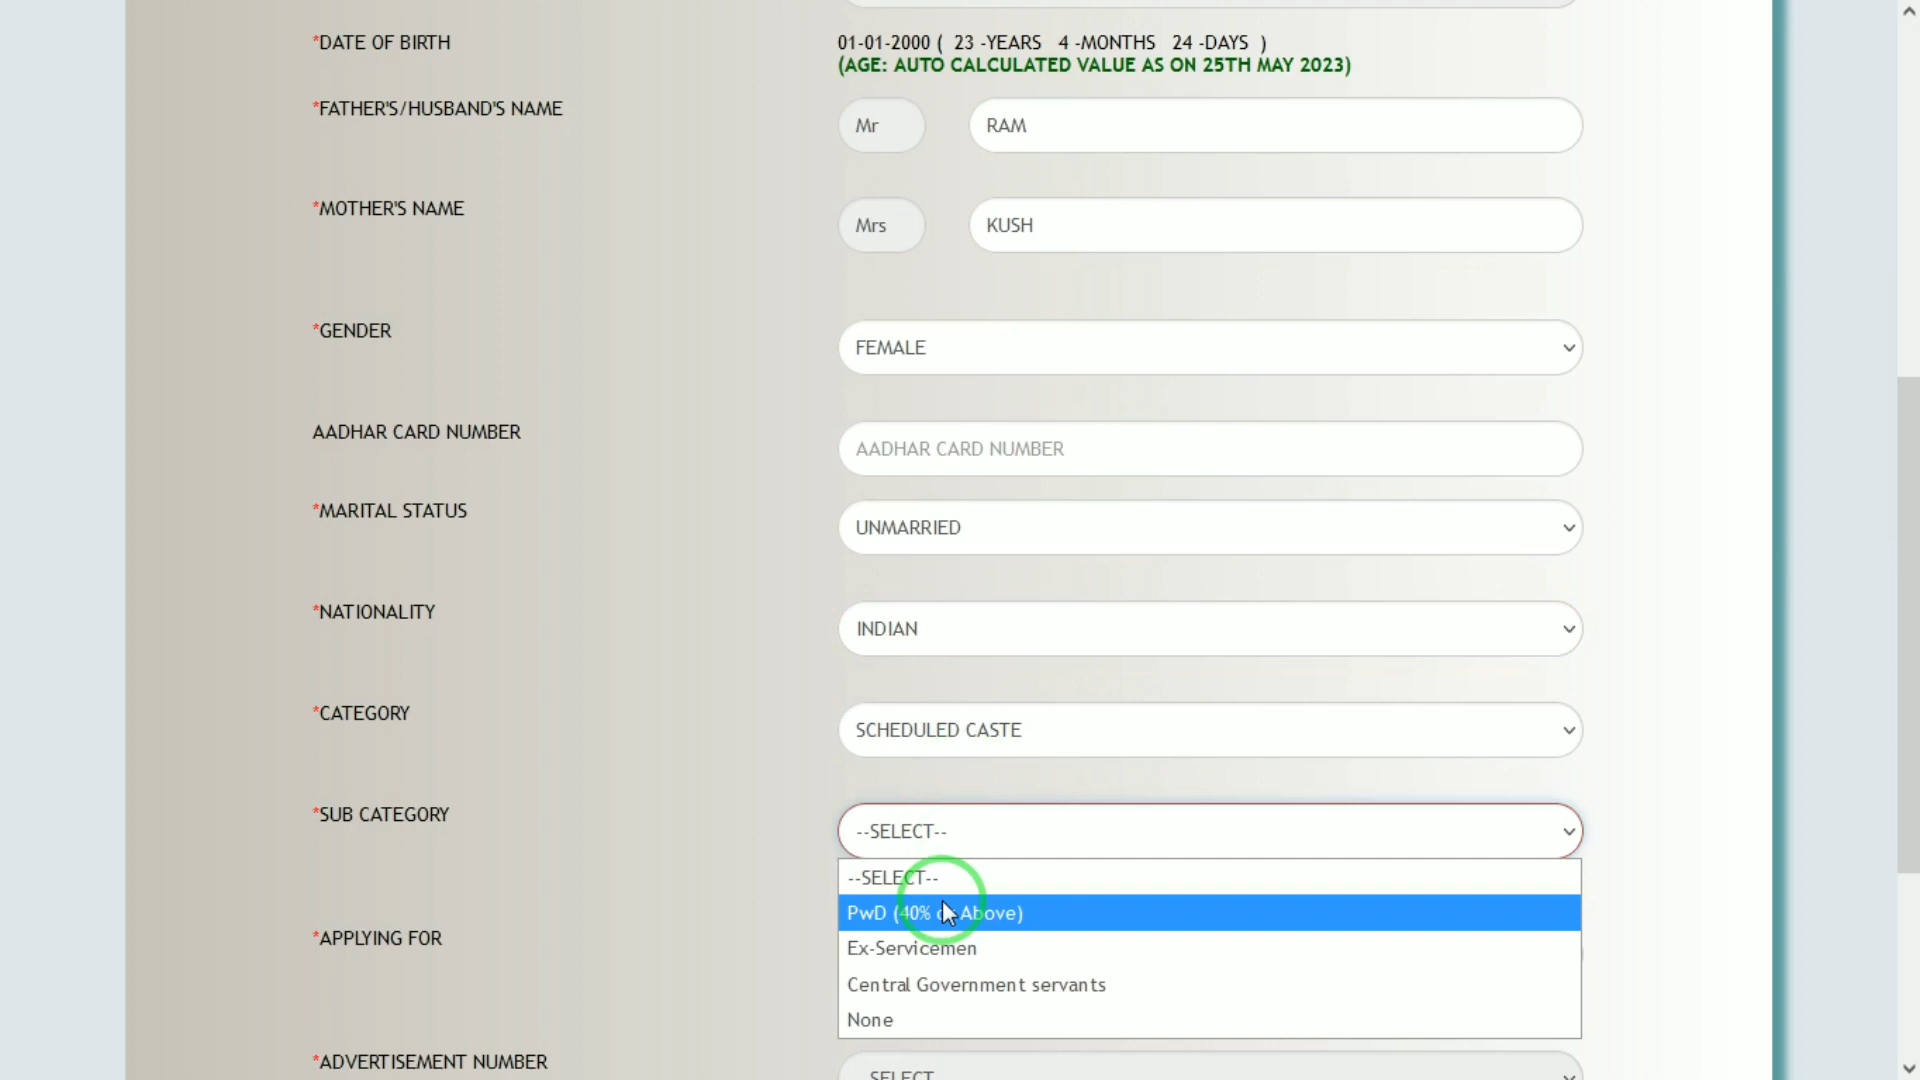 *DATE OF BIRTH
01-01-2000 ( 23 -YEARS 4 -MONTHS 24 -DAYS )
(AGE: AUTO CALCULATED VALUE AS ON 25TH MAY 2023)
*FATHER'S/HUSBAND'S NAME
Mr RAM
*MOTHER'S NAME
Mrs KUSH
*GENDER
FEMALE
AADHAR CARD NUMBER
AADHAR CARD NUMBER
*MARITAL STATUS
UNMARRIED
*NATIONALITY
INDIAN
*CATEGORY
SCHEDULED CASTE
*SUB CATEGORY
--SELECT--
--SELECT--
PwD (40% or Above)
Ex-Servicemen
Central Government servants
None
*APPLYING FOR
*ADVERTISEMENT NUMBER
--SELECT--